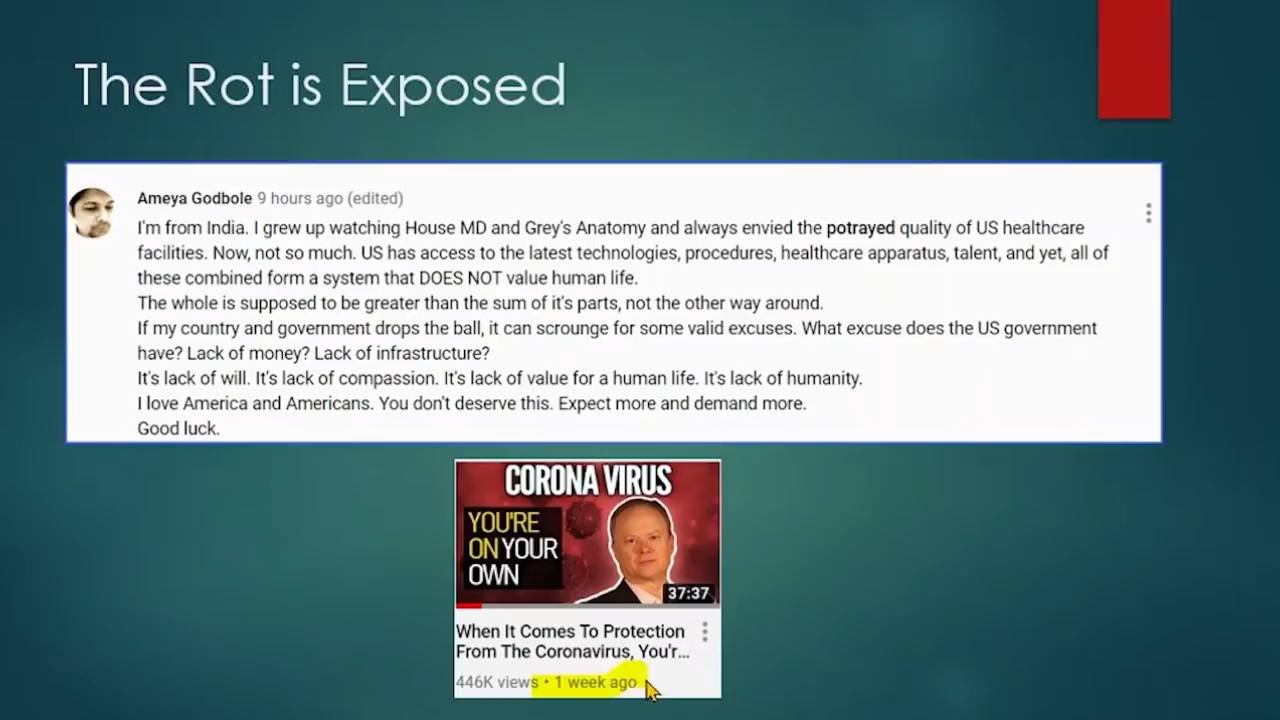 The Rot is Exposed
Ameya Godbole 9 hours ago (edited)
I'm from India. I grew up watching House MD and Grey's Anatomy and always envied the potrayed quality of US healthcare
facilities. Now, not so much. US has access to the latest technologies, procedures, healthcare apparatus, talent, and yet, all of
these combined form a system that DOES NOT value human life.
The whole is supposed to be greater than the sum of it's parts, not the other way around.
If my country and government drops the ball, it can scrounge for some valid excuses. What excuse does the US government
have? Lack of money? Lack of infrastructure?
It's lack of will. It's lack of compassion. It's lack of value for a human life. It's lack of humanity.
I love America and Americans. You don't deserve this. Expect more and demand more.
Good luck.
CORONA VIRUS
YOU'RE
ON YOUR
OWN
37:37
When It Comes To Protection
From The Coronavirus, You'r...
446K views • 1 week ago